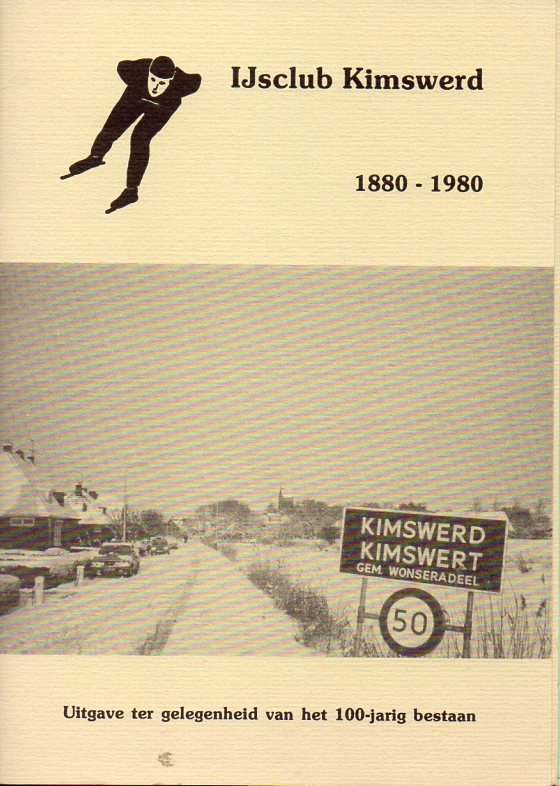 IJsclub Kimswerd
1880 - 1980
KIMSWERD
KIMSWERT
GEM. WONSERADEEL
50
Uitgave ter gelegenheid van het 100-jarig bestaan